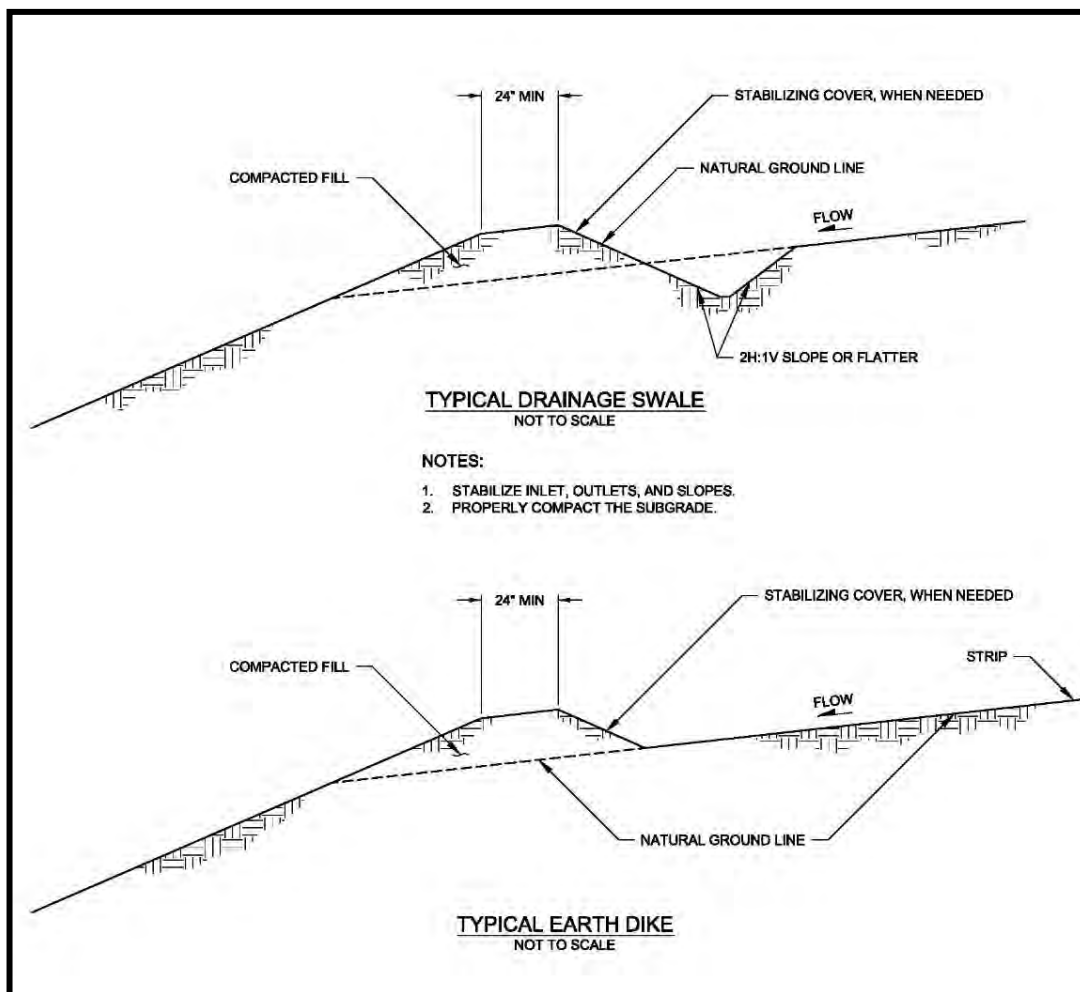 24" MIN
STABILIZING COVER, WHEN NEEDED
NATURAL GROUND LINE
COMPACTED FILL
FLOW
2H:1V SLOPE OR FLATTER
TYPICAL DRAINAGE SWALE
NOT TO SCALE
NOTES:
1. STABILIZE INLET, OUTLETS, AND SLOPES.
2. PROPERLY COMPACT THE SUBGRADE.
24" MIN
STABILIZING COVER, WHEN NEEDED
COMPACTED FILL
STRIP
FLOW
NATURAL GROUND LINE
TYPICAL EARTH DIKE
NOT TO SCALE